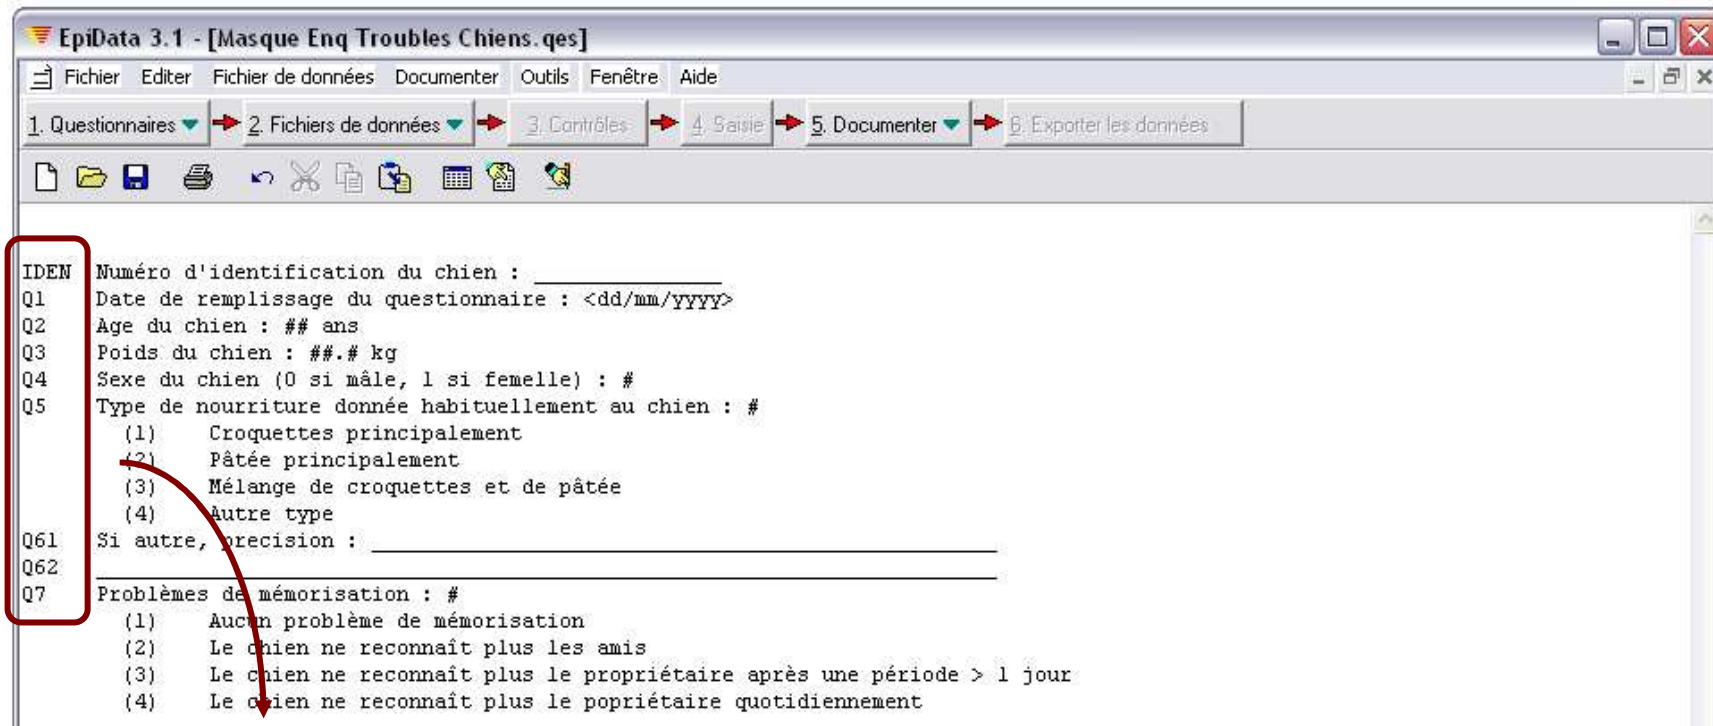 EpiData 3.1 - [Masque Enq Troubles Chiens.qes]
Fichier Editer Fichier de données Documenter Outils Fenêtre Aide
1. Questionnaires 2. Fichiers de données 3. Contrôles 4. Saisie 5. Documenter 6. Exporter les données
IDEN Numéro d'identification du chien : _______________
Q1 Date de remplissage du questionnaire : <dd/mm/yyyy>
Q2 Age du chien : ## ans
Q3 Poids du chien : ##.# kg
Q4 Sexe du chien (0 si mâle, 1 si femelle) : #
Q5 Type de nourriture donnée habituellement au chien : #
(1) Croquettes principalement
(2) Pâtée principalement
(3) Mélange de croquettes et de pâtée
(4) Autre type
Q61 Si autre, precision : __________________________________________________
Q62 ________________________________________________________________________
Q7 Problèmes de mémorisation : #
(1) Aucun problème de mémorisation
(2) Le chien ne reconnaît plus les amis
(3) Le chien ne reconnaît plus le propriétaire après une période > 1 jour
(4) Le chien ne reconnaît plus le popriétaire quotidiennement